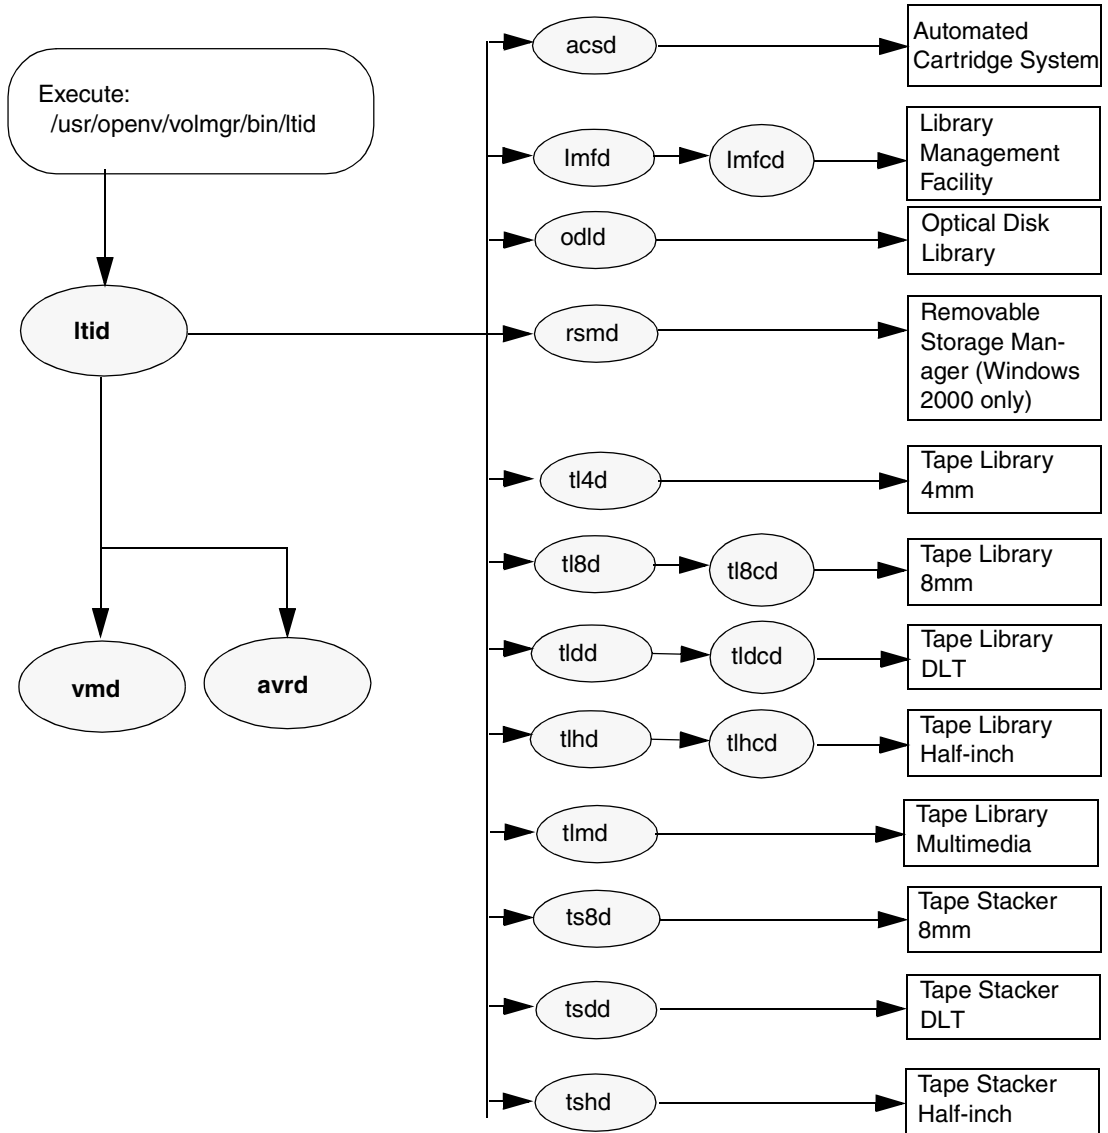 Execute:
/usr/openv/volmgr/bin/ltid
ltid
vmd
avrd
acsd
Automated
Cartridge System
lmfd
lmfcd
Library
Management
Facility
odld
Optical Disk
Library
rsmd
Removable
Storage Man-
ager (Windows
2000 only)
tl4d
Tape Library
4mm
tl8d
tl8cd
Tape Library
8mm
tldd
tldcd
Tape Library
DLT
tlhd
tlhcd
Tape Library
Half-inch
tlmd
Tape Library
Multimedia
ts8d
Tape Stacker
8mm
tsdd
Tape Stacker
DLT
tshd
Tape Stacker
Half-inch